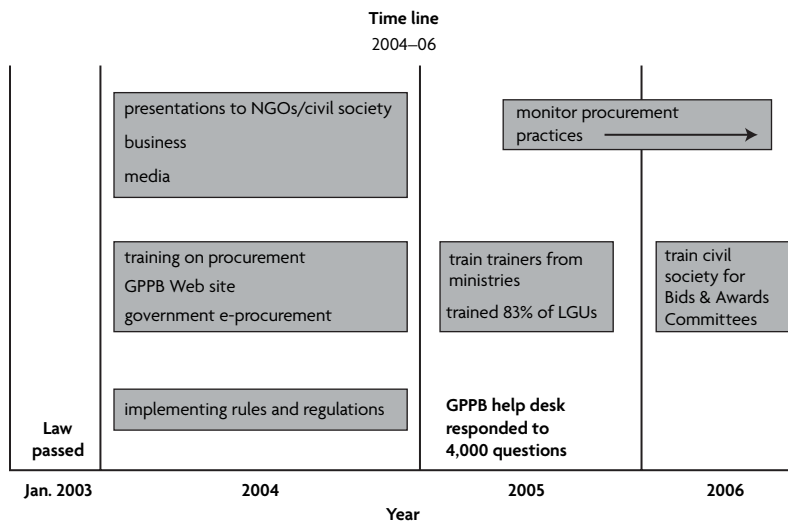 Time line
2004–06
presentations to NGOs/civil society
business
media
monitor procurement
practices
training on procurement
GPPB Web site
government e-procurement
train trainers from
ministries
trained 83% of LGUs
train civil
society for
Bids & Awards
Committees
implementing rules and regulations
Law
passed
GPPB help desk
responded to
4,000 questions
Jan. 2003
2004
2005
2006
Year